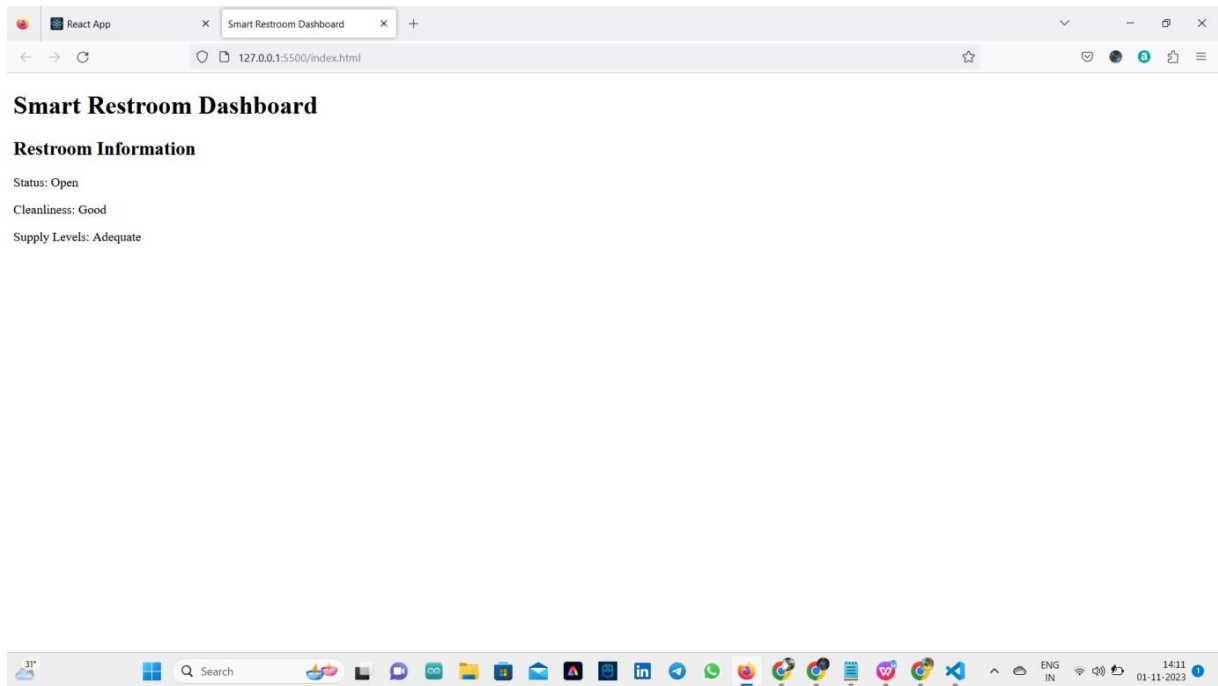 React App
Smart Restroom Dashboard
127.0.0.1:5500/index.html
Smart Restroom Dashboard
Restroom Information
Status: Open
Cleanliness: Good
Supply Levels: Adequate
31°
Search
ENG
IN
14:11
01-11-2023
1